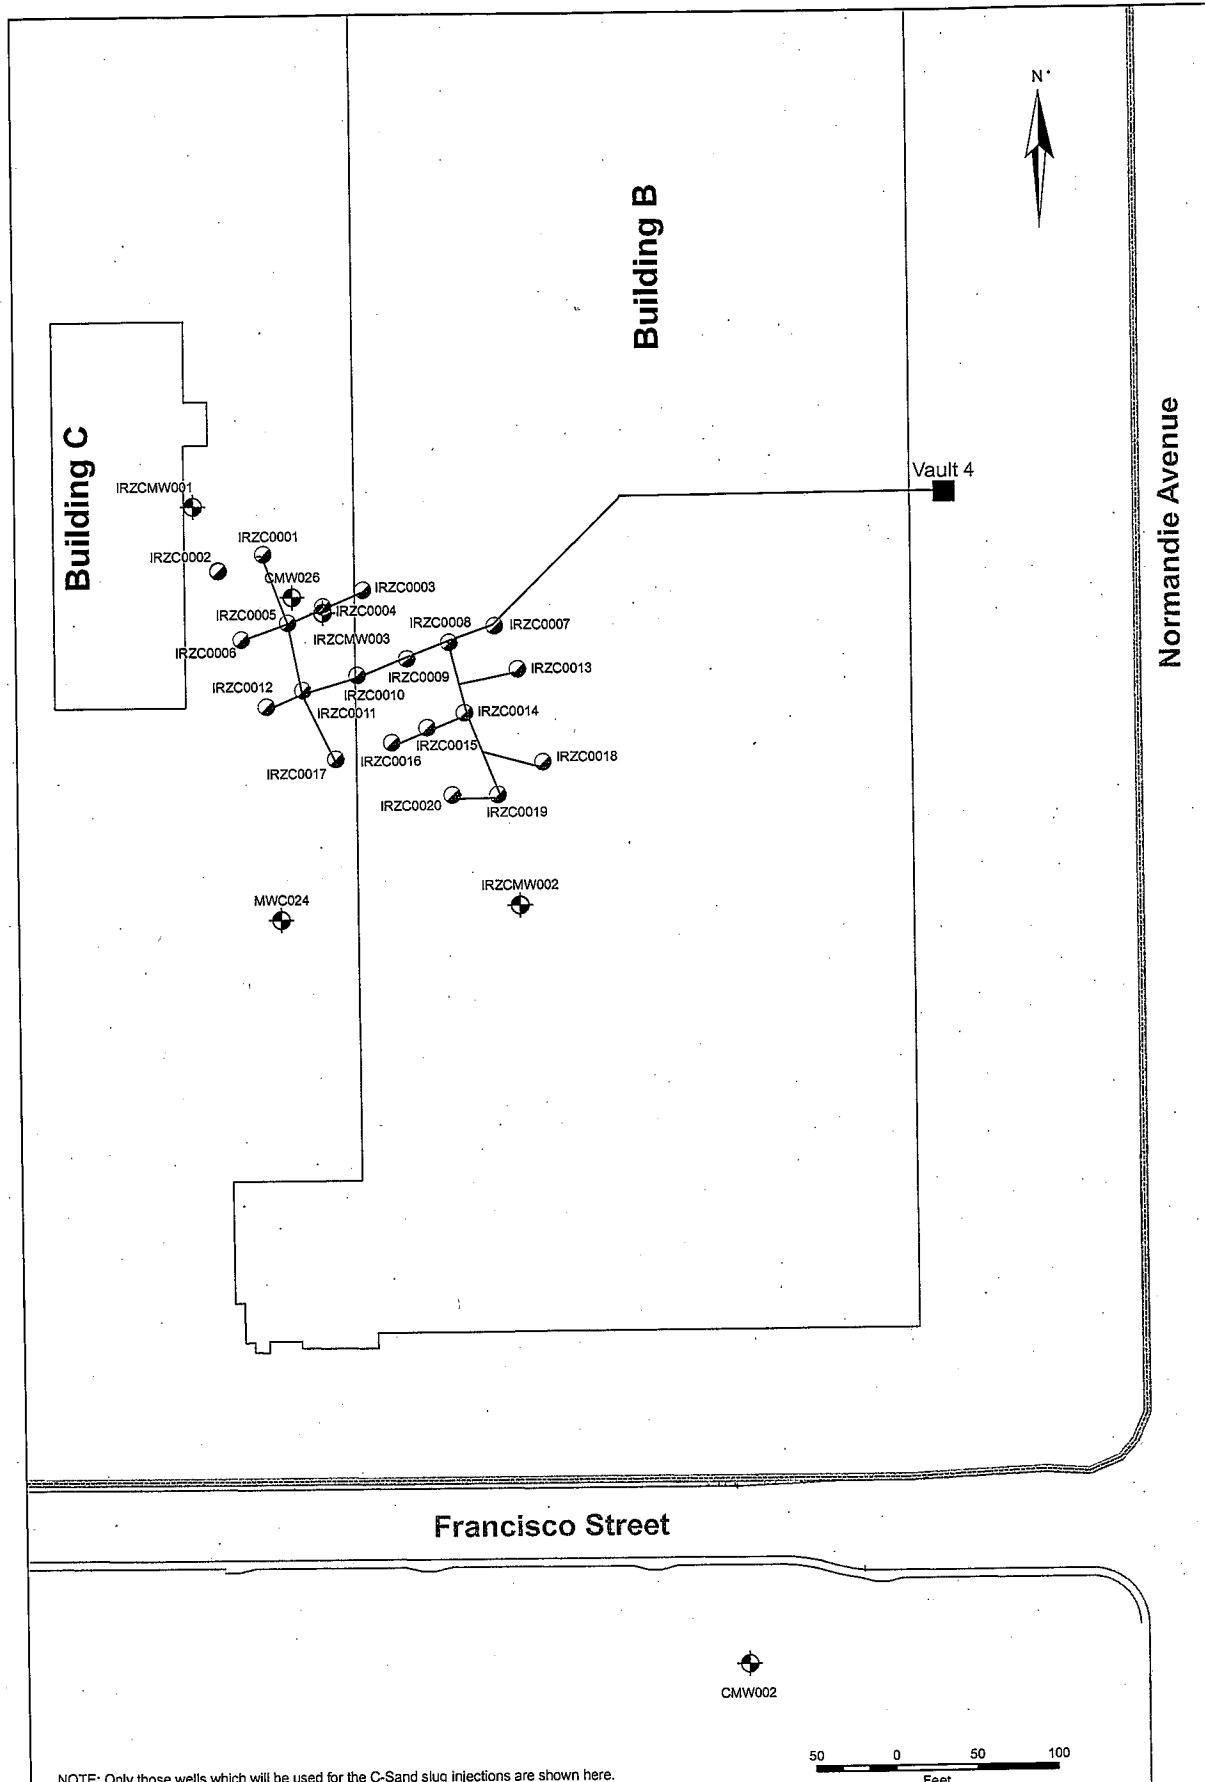 N
Building B
Building C
Normandie Avenue
Vault 4
IRZCMW001
IRZC0001
IRZC0002
CMW026
IRZC0003
IRZC0004
IRZC0005
IRZCMW003
IRZC0006
IRZC0008
IRZC0007
IRZC0009
IRZC0013
IRZC0010
IRZC0012
IRZC0011
IRZC0014
IRZC0015
IRZC0016
IRZC0017
IRZC0018
IRZC0020
IRZC0019
IRZCMW002
MWC024
Francisco Street
CMW002
50 0 50 100
Feet
NOTE: Only those wells which will be used for the C-Sand slug injections are shown here.